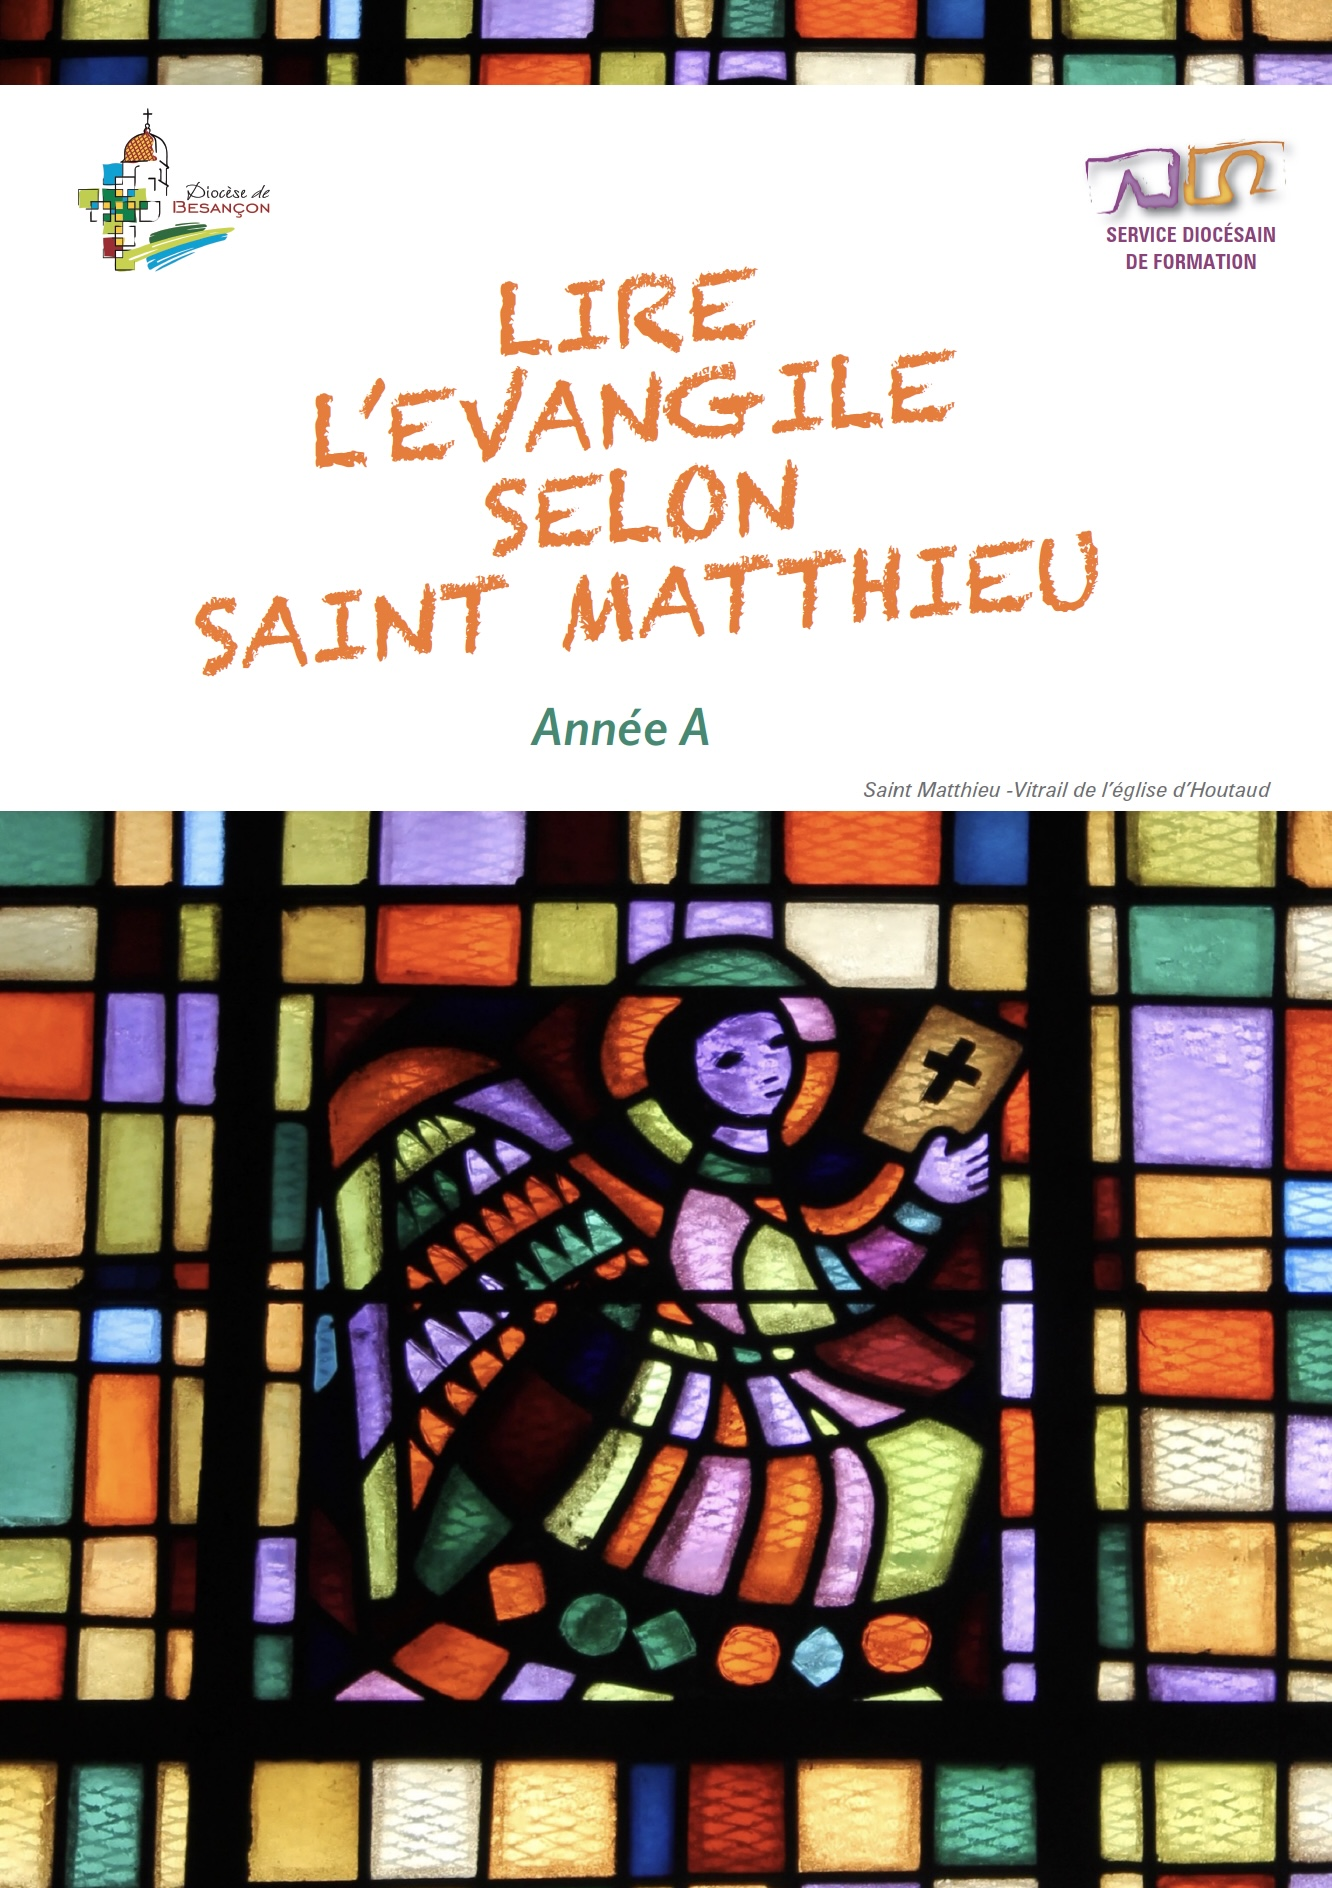 Diocèse de
BESANÇON
SERVICE DIOCÉSAIN
DE FORMATION
LIRE
L'EVANGILE
SELON
SAINT MATTHIEU
Année A
Saint Matthieu -Vitrail de l'église d'Houtaud